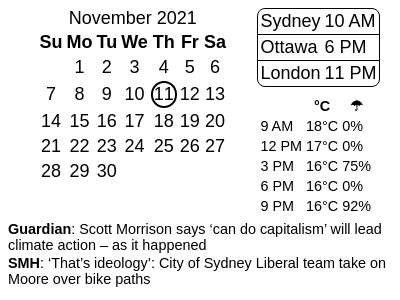 November 2021
Su Mo Tu We Th Fr Sa
1 2 3 4 5 6
7 8 9 10 11 12 13
14 15 16 17 18 19 20
21 22 23 24 25 26 27
28 29 30
Sydney 10 AM
Ottawa 6 PM
London 11 PM
°C ☂
9 AM 18°C 0%
12 PM 17°C 0%
3 PM 16°C 75%
6 PM 16°C 0%
9 PM 16°C 92%
Guardian: Scott Morrison says ‘can do capitalism’ will lead
climate action – as it happened
SMH: ‘That’s ideology’: City of Sydney Liberal team take on
Moore over bike paths